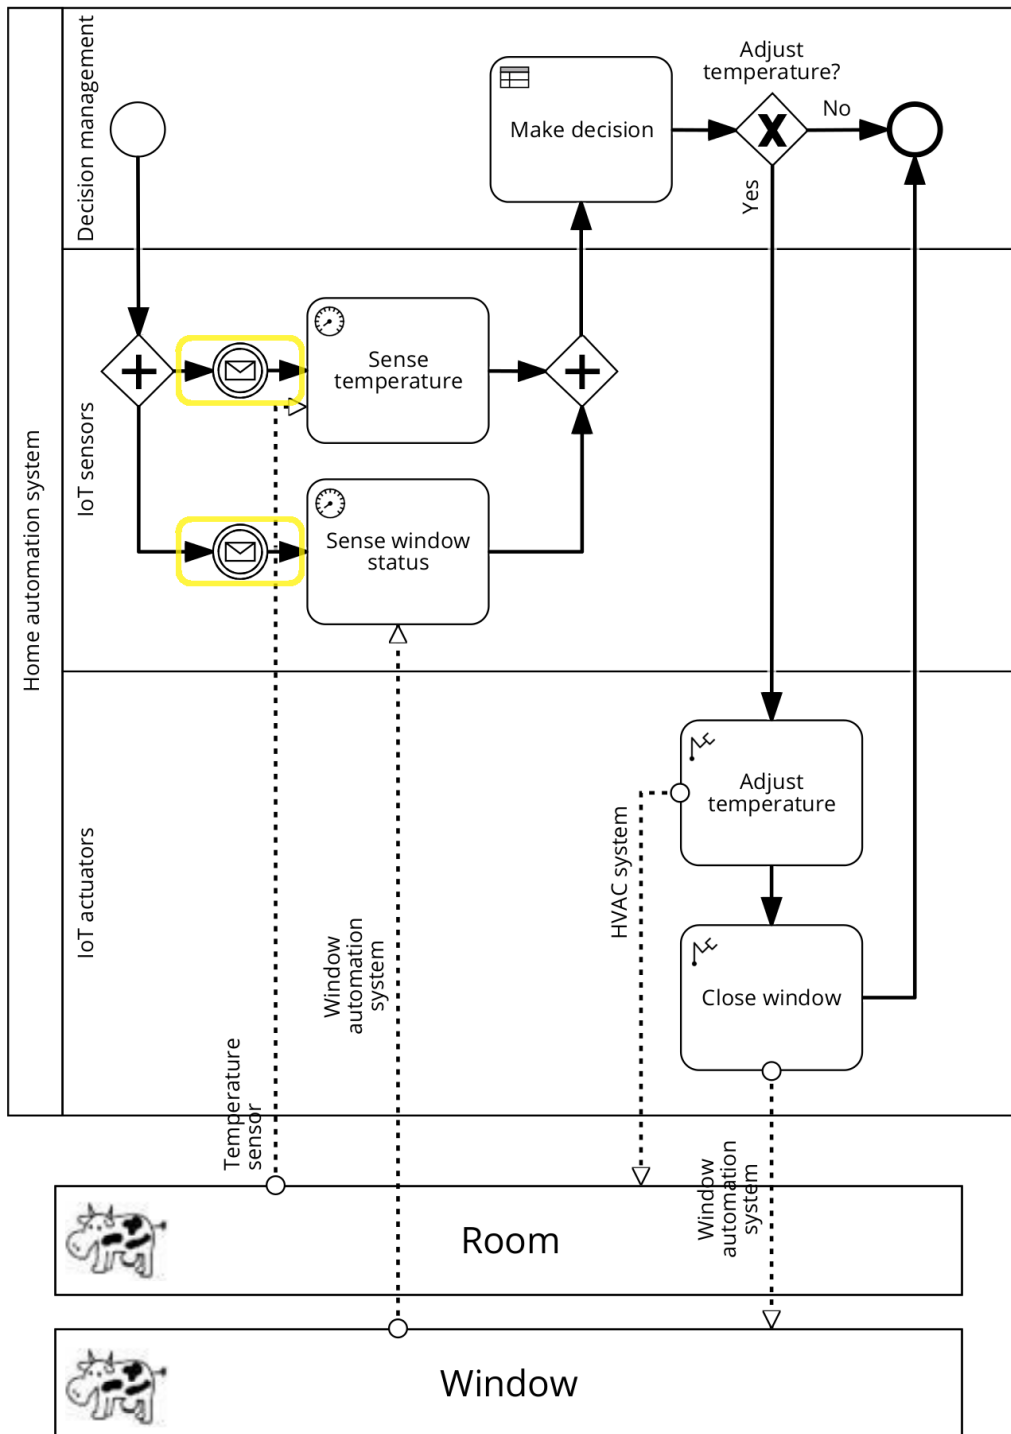 Home automation system
Decision management
Make decision
Adjust
temperature?
No
Yes
IoT sensors
Sense
temperature
Sense window
status
IoT actuators
Adjust
temperature
Close window
HVAC system
Window
automation
system
Temperature
sensor
Window
automation
system
Room
Window